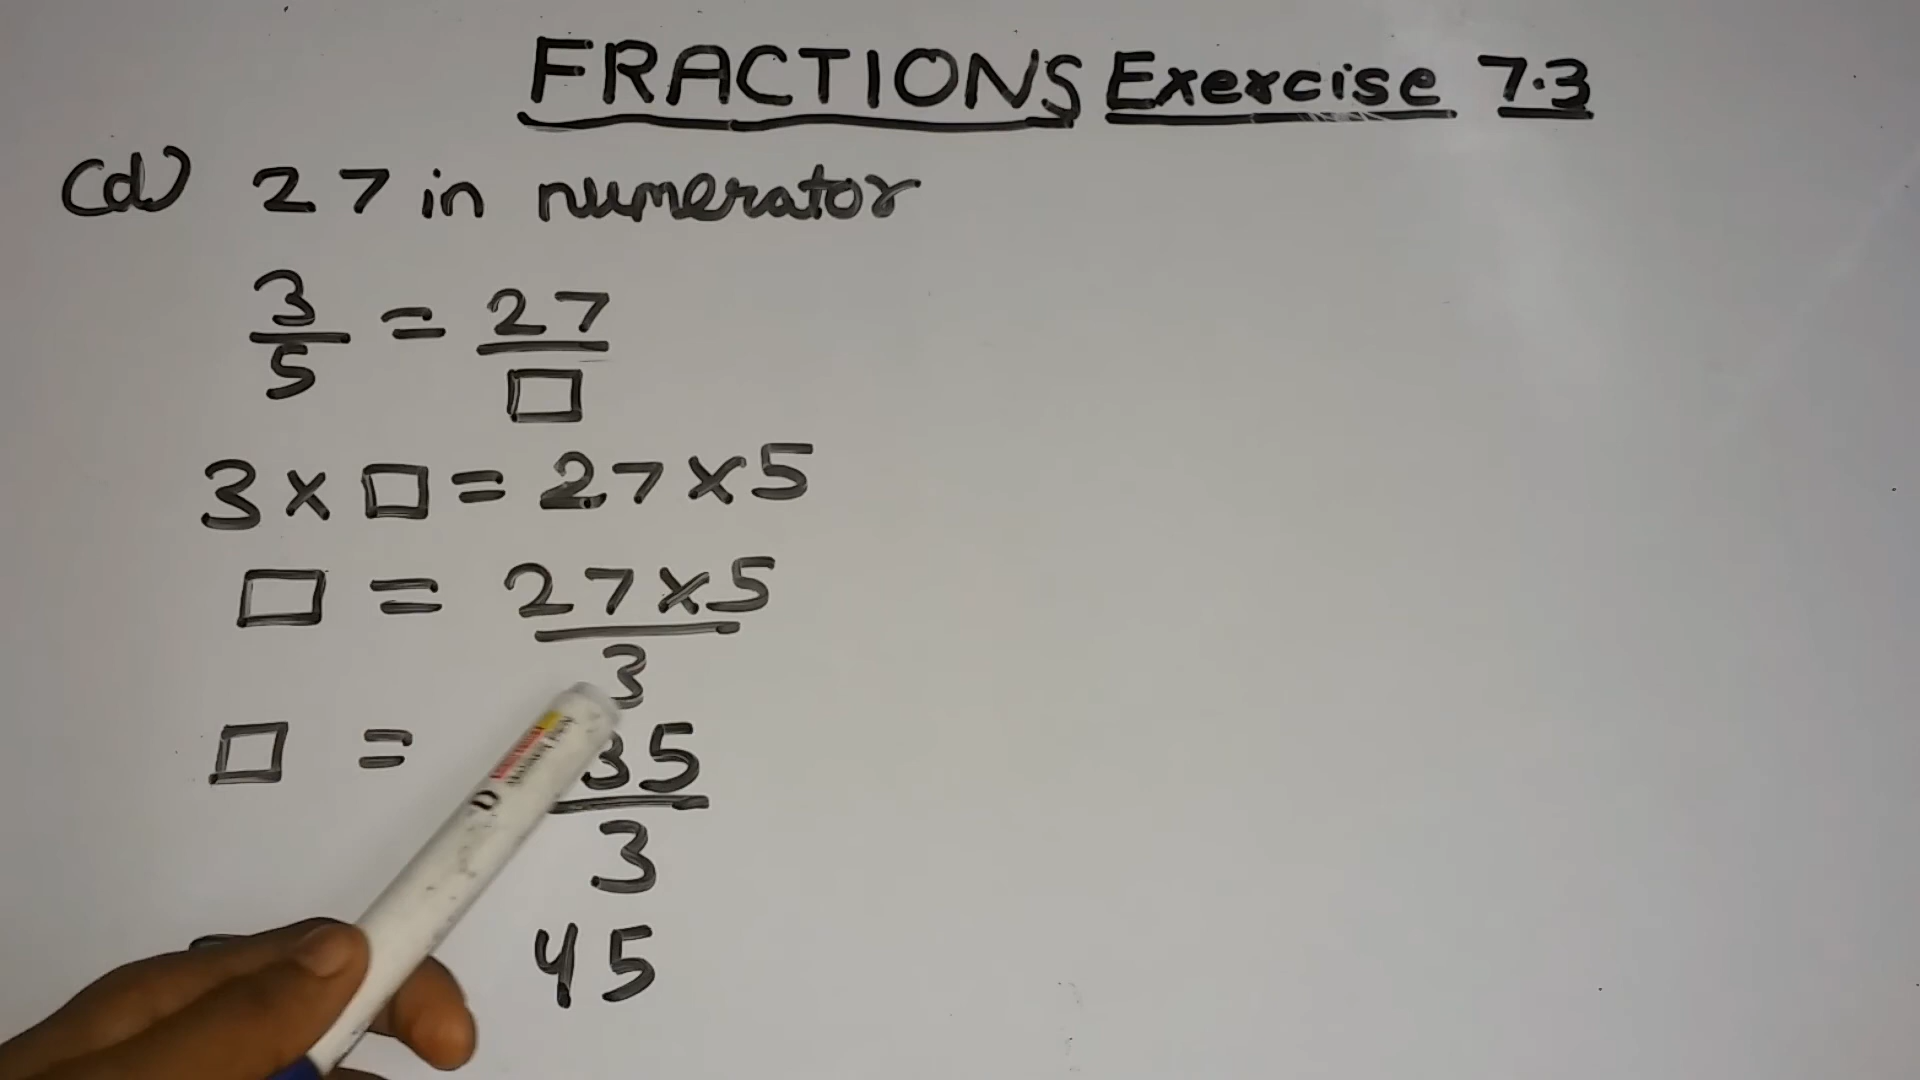 FRACTIONS Exercise 7.3
(d) 27 in numerator
3/5 = 27/□
3 × □ = 27 × 5
□ = 27 × 5 / 3
□ = 35 / 3
45